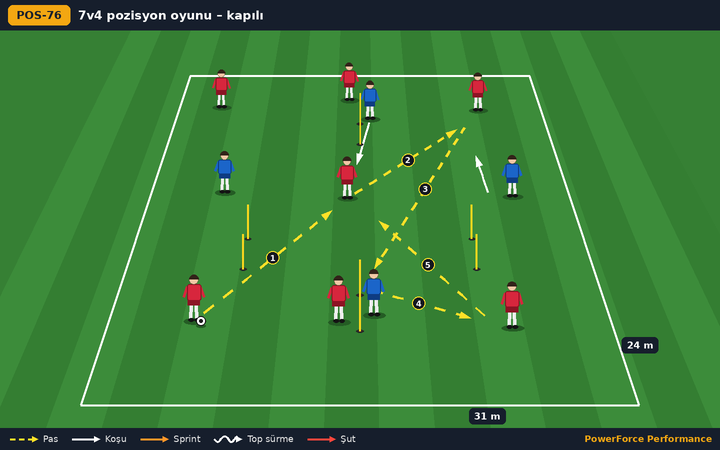 POS-76 7v4 pozisyon oyunu – kapılı
2
3
1
5
4
24 m
31 m
Pas Koşu Sprint Top sürme Şut PowerForce Performance